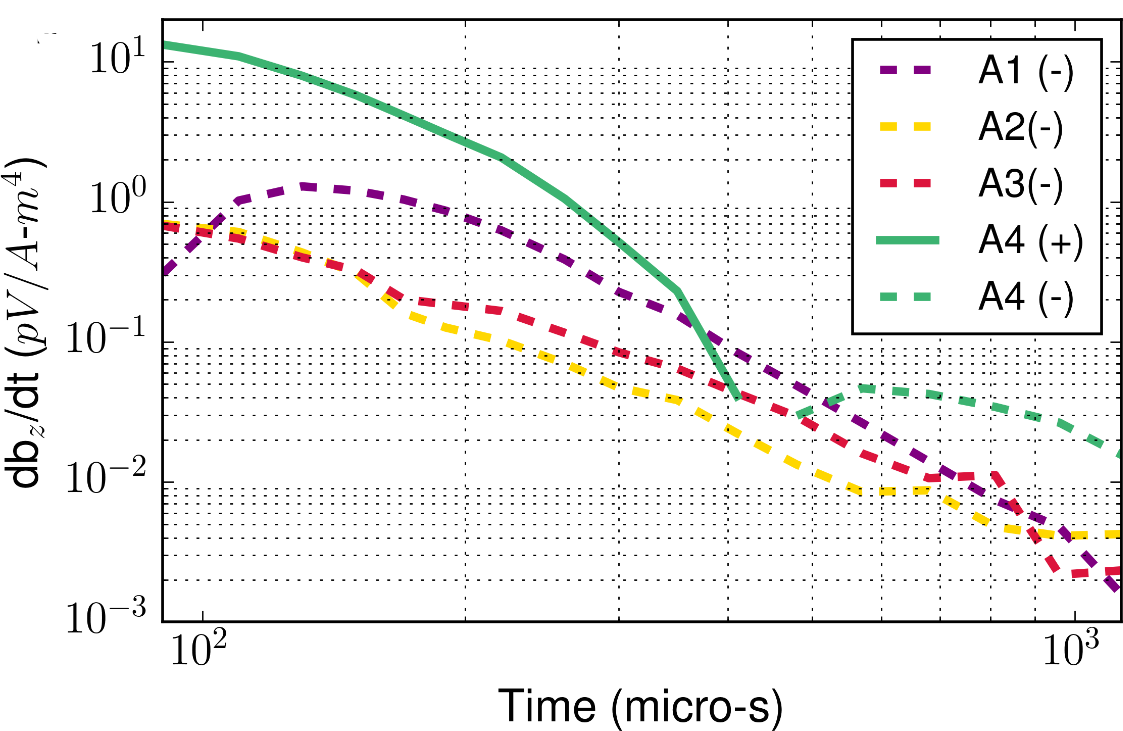 10¹
10⁰
10⁻¹
10⁻²
10⁻³
db_z/dt (pV/A-m⁴)
10²
10³
Time (micro-s)
A1 (-)
A2(-)
A3(-)
A4 (+)
A4 (-)